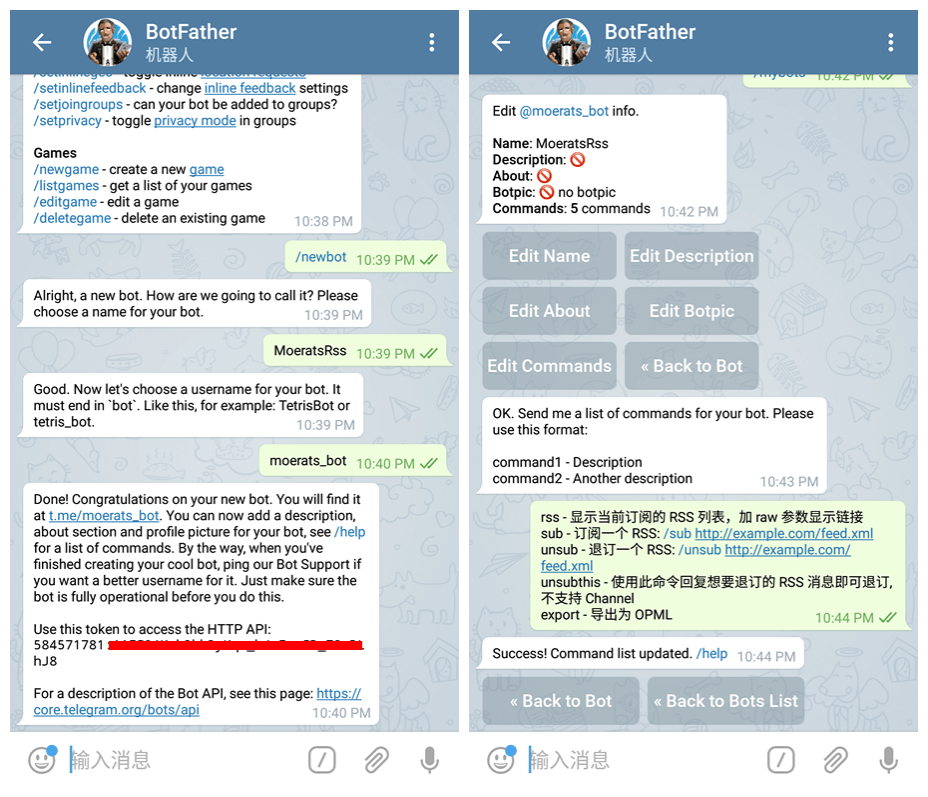 BotFather
机器人
/setinlinefeedback - change inline feedback settings
/setjoingroups - can your bot be added to groups?
/setprivacy - toggle privacy mode in groups
Games
/newgame - create a new game
/listgames - get a list of your games
/editgame - edit a game
/deletegame - delete an existing game 10:38 PM
/newbot 10:39 PM
Alright, a new bot. How are we going to call it? Please
choose a name for your bot. 10:39 PM
MoeratsRss 10:39 PM
Good. Now let's choose a username for your bot. It
must end in `bot`. Like this, for example: TetrisBot or
tetris_bot. 10:39 PM
moerats_bot 10:40 PM
Done! Congratulations on your new bot. You will find it
at t.me/moerats_bot. You can now add a description,
about section and profile picture for your bot, see /help
for a list of commands. By the way, when you've
finished creating your cool bot, ping our Bot Support if
you want a better username for it. Just make sure the
bot is fully operational before you do this.
Use this token to access the HTTP API:
584571781
hJ8
For a description of the Bot API, see this page: https://
core.telegram.org/bots/api 10:40 PM
输入消息
BotFather
机器人
/mybots 10:42 PM
Edit @moerats_bot info.
Name: MoeratsRss
Description: 🚫
About: 🚫
Botpic: 🚫 no botpic
Commands: 5 commands 10:42 PM
Edit Name Edit Description
Edit About Edit Botpic
Edit Commands « Back to Bot
OK. Send me a list of commands for your bot. Please
use this format:
command1 - Description
command2 - Another description 10:43 PM
rss - 显示当前订阅的 RSS 列表，加 raw 参数显示链接
sub - 订阅一个 RSS: /sub http://example.com/feed.xml
unsub - 退订一个 RSS: /unsub http://example.com/
feed.xml
unsubthis - 使用此命令回复想要退订的 RSS 消息即可退订,
不支持 Channel
export - 导出为 OPML 10:44 PM
Success! Command list updated. /help 10:44 PM
« Back to Bot « Back to Bots List
输入消息